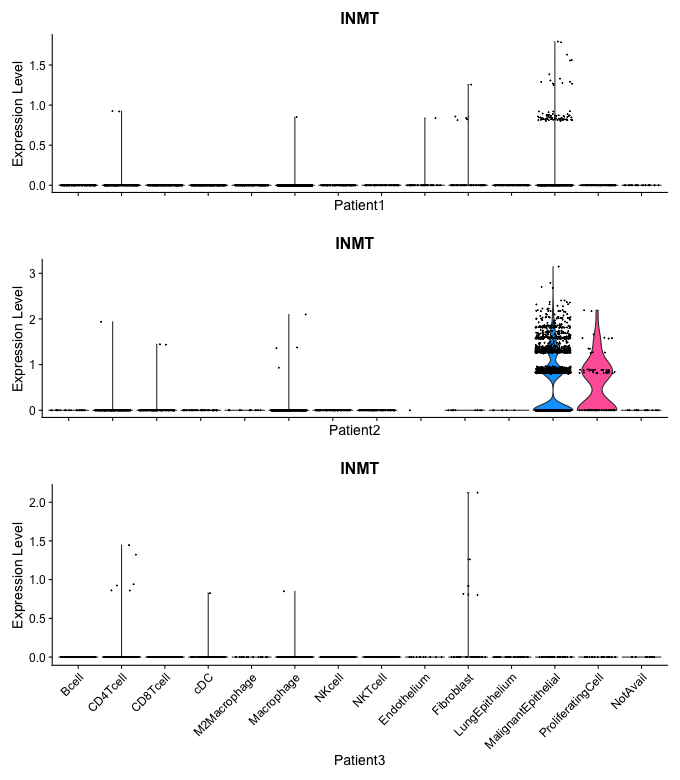 INMT
Expression Level
1.5
1.0
0.5
0.0
Patient1
INMT
Expression Level
3
2
1
0
Patient2
INMT
Expression Level
2.0
1.5
1.0
0.5
0.0
Bcell
CD4Tcell
CD8Tcell
cDC
M2Macrophage
Macrophage
NKcell
NKTcell
Endothelium
Fibroblast
LungEpithelium
MalignantEpithelial
ProliferatingCell
NotAvail
Patient3